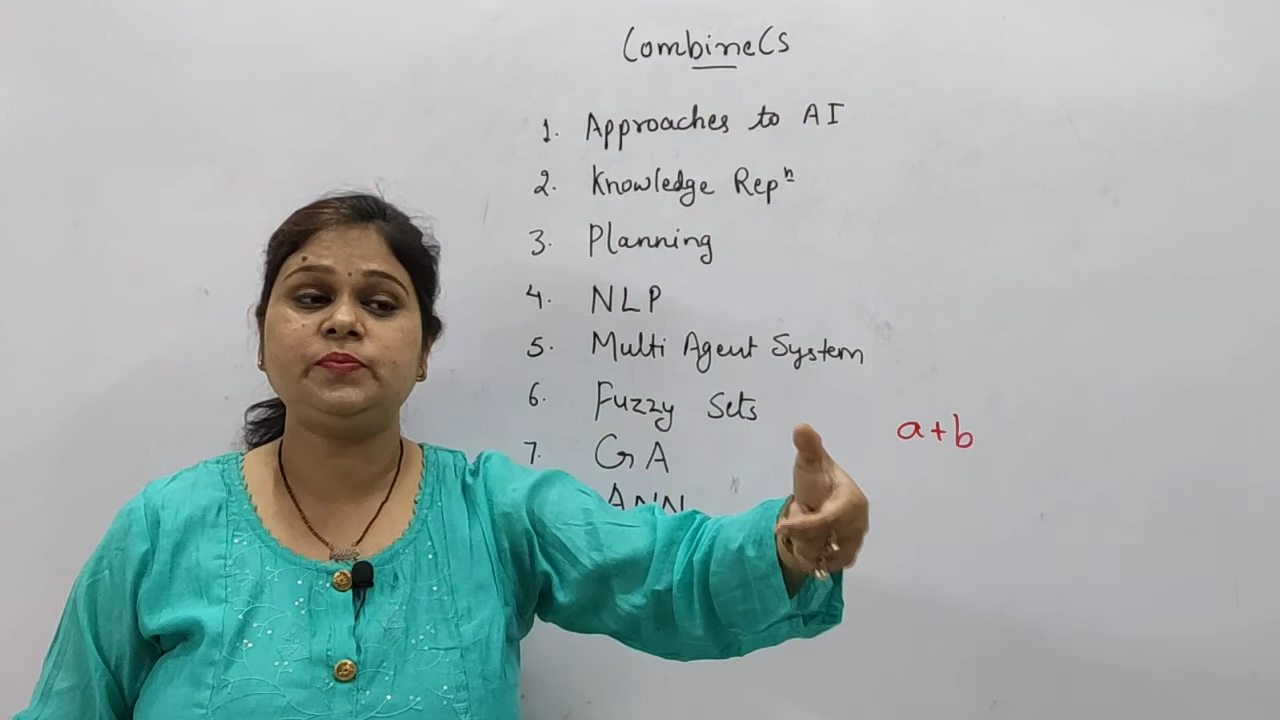 CombineCs
1. Approaches to AI
2. Knowledge Repⁿ
3. Planning
4. NLP
5. Multi Agent System
6. Fuzzy Sets
7. GA
ANN
a+b